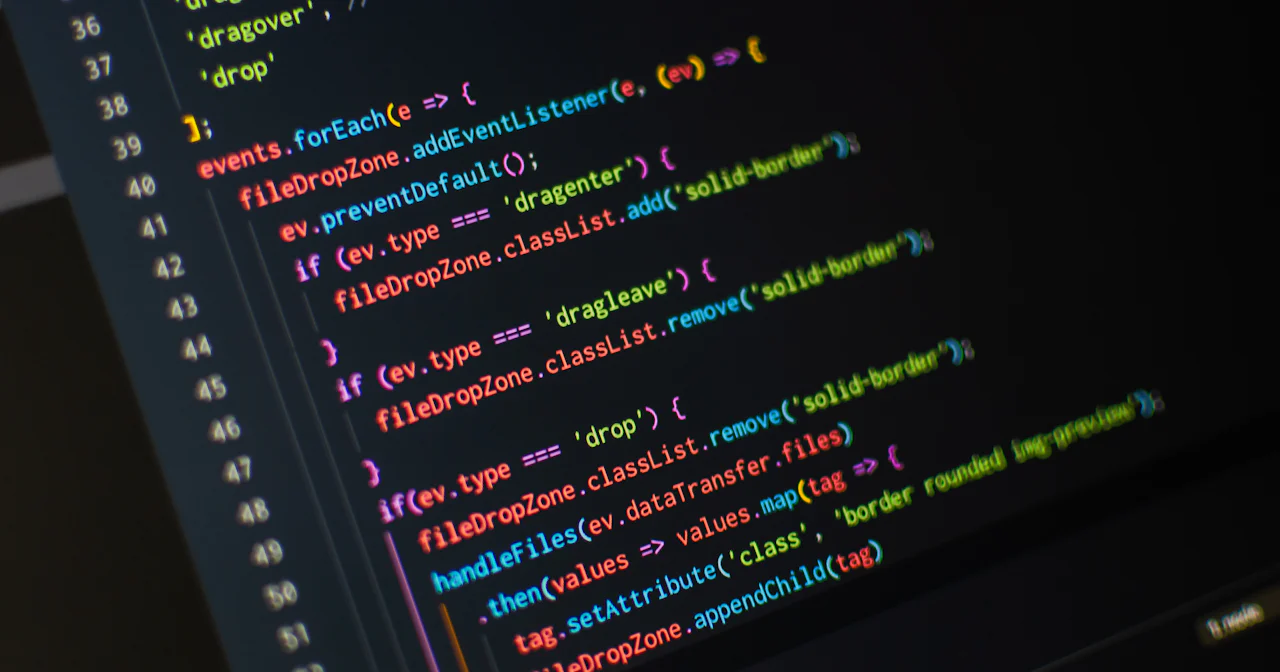 36 'dragover', //
37 'drop'
38 ];
39 events.forEach(e => {
40 fileDropZone.addEventListener(e, (ev) => {
41 ev.preventDefault();
42 if (ev.type === 'dragenter') {
43 fileDropZone.classList.add('solid-border');
44 }
45 if (ev.type === 'dragleave') {
46 fileDropZone.classList.remove('solid-border');
47 }
48 if(ev.type === 'drop') {
49 fileDropZone.classList.remove('solid-border');
50 handleFiles(ev.dataTransfer.files)
51 .then(values => values.map(tag => {
tag.setAttribute('class', 'border rounded img-preview');
fileDropZone.appendChild(tag)